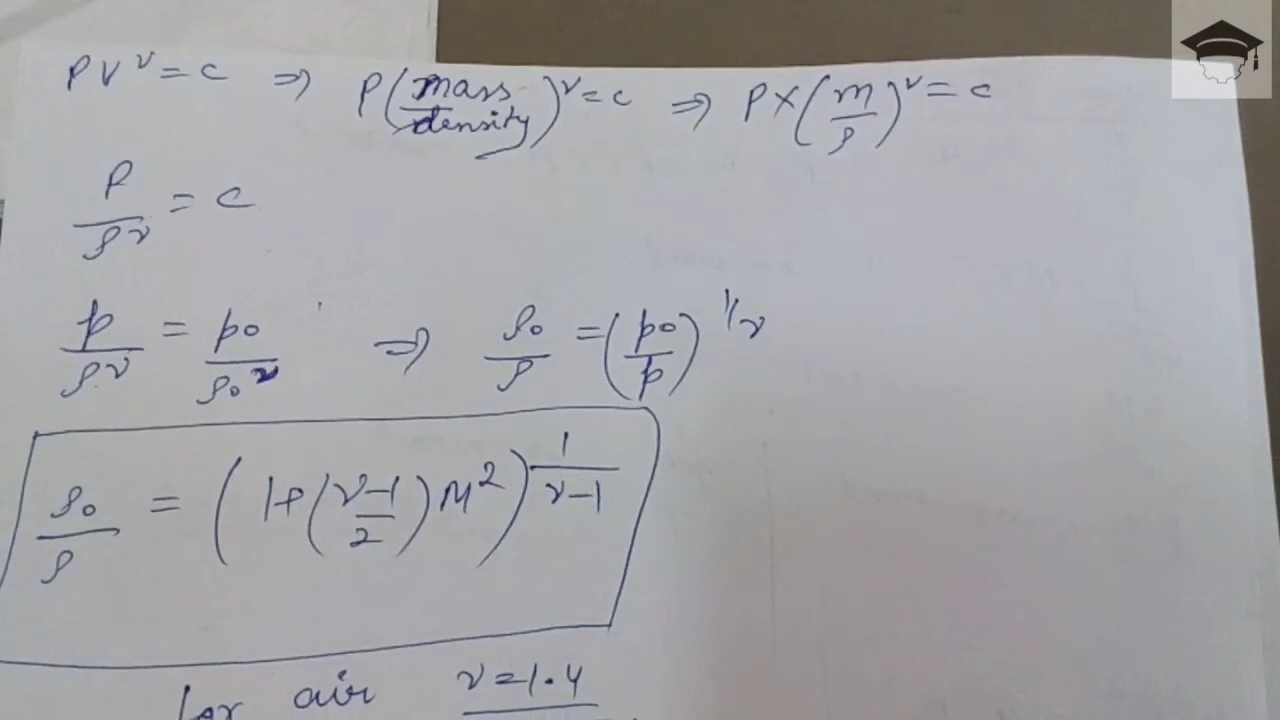 PV^γ = c ⇒ P(mass/density)^γ = c ⇒ P×(m/ρ)^γ = c
P/ρ^γ = c
p/ρ^γ = p₀/ρ₀^γ ⇒ ρ₀/ρ = (p₀/p)^1/γ
ρ₀/ρ = (1+(γ-1/2)M²)^1/γ-1
for air γ=1.4